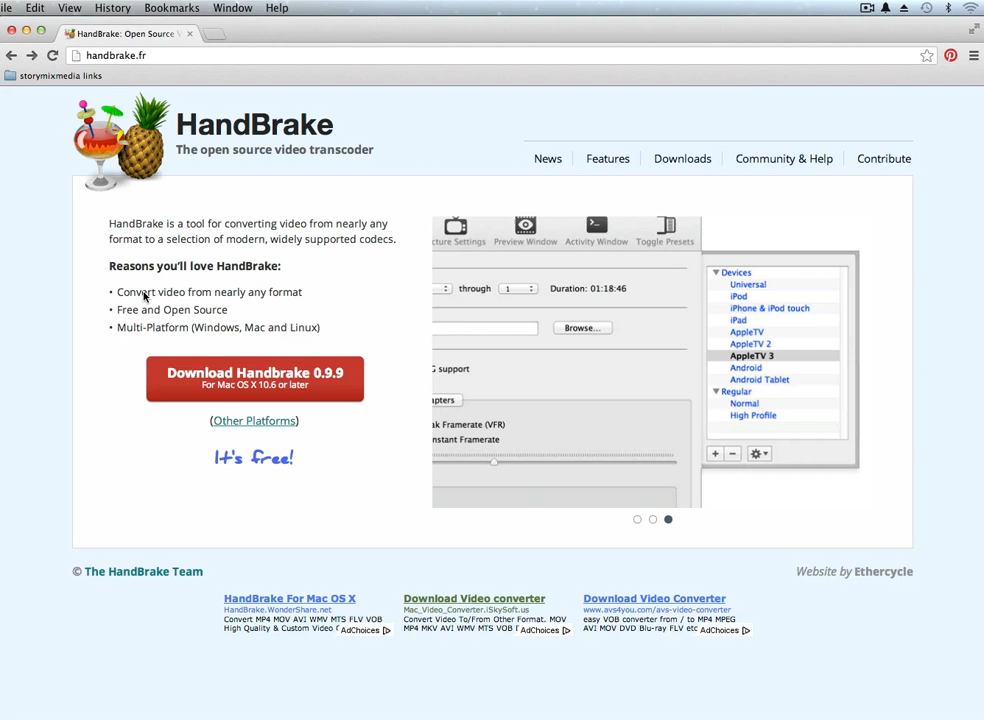 ile Edit View History Bookmarks Window Help
HandBrake: Open Source V
handbrake.fr
storymixmedia links
HandBrake
The open source video transcoder
News Features Downloads Community & Help Contribute
HandBrake is a tool for converting video from nearly any
format to a selection of modern, widely supported codecs.
Reasons you'll love HandBrake:
• Convert video from nearly any format
• Free and Open Source
• Multi-Platform (Windows, Mac and Linux)
Download Handbrake 0.9.9
For Mac OS X 10.6 or later
(Other Platforms)
It's free!
cture Settings Preview Window Activity Window Toggle Presets
through 1 Duration: 01:18:46
Browse...
G support
apters
ak Framerate (VFR)
nstant Framerate
Devices
Universal
iPod
iPhone & iPod touch
iPad
AppleTV
AppleTV 2
AppleTV 3
Android
Android Tablet
Regular
Normal
High Profile
© The HandBrake Team
Website by Ethercycle
HandBrake For Mac OS X
HandBrake.WonderShare.net
Convert MP4 MOV AVI WMV MTS FLV VOB
High Quality & Custom Video
AdChoices
Download Video converter
Mac_Video_Converter.iSkySoft.us
Convert Video To/From Other Format. MOV
MP4 MKV AVI WMV MTS VOB
AdChoices
Download Video Converter
www.avs4you.com/avs-video-converter
easy VOB converter from / to MP4 MPEG
AVI MOV DVD Blu-ray FLV etc
AdChoices